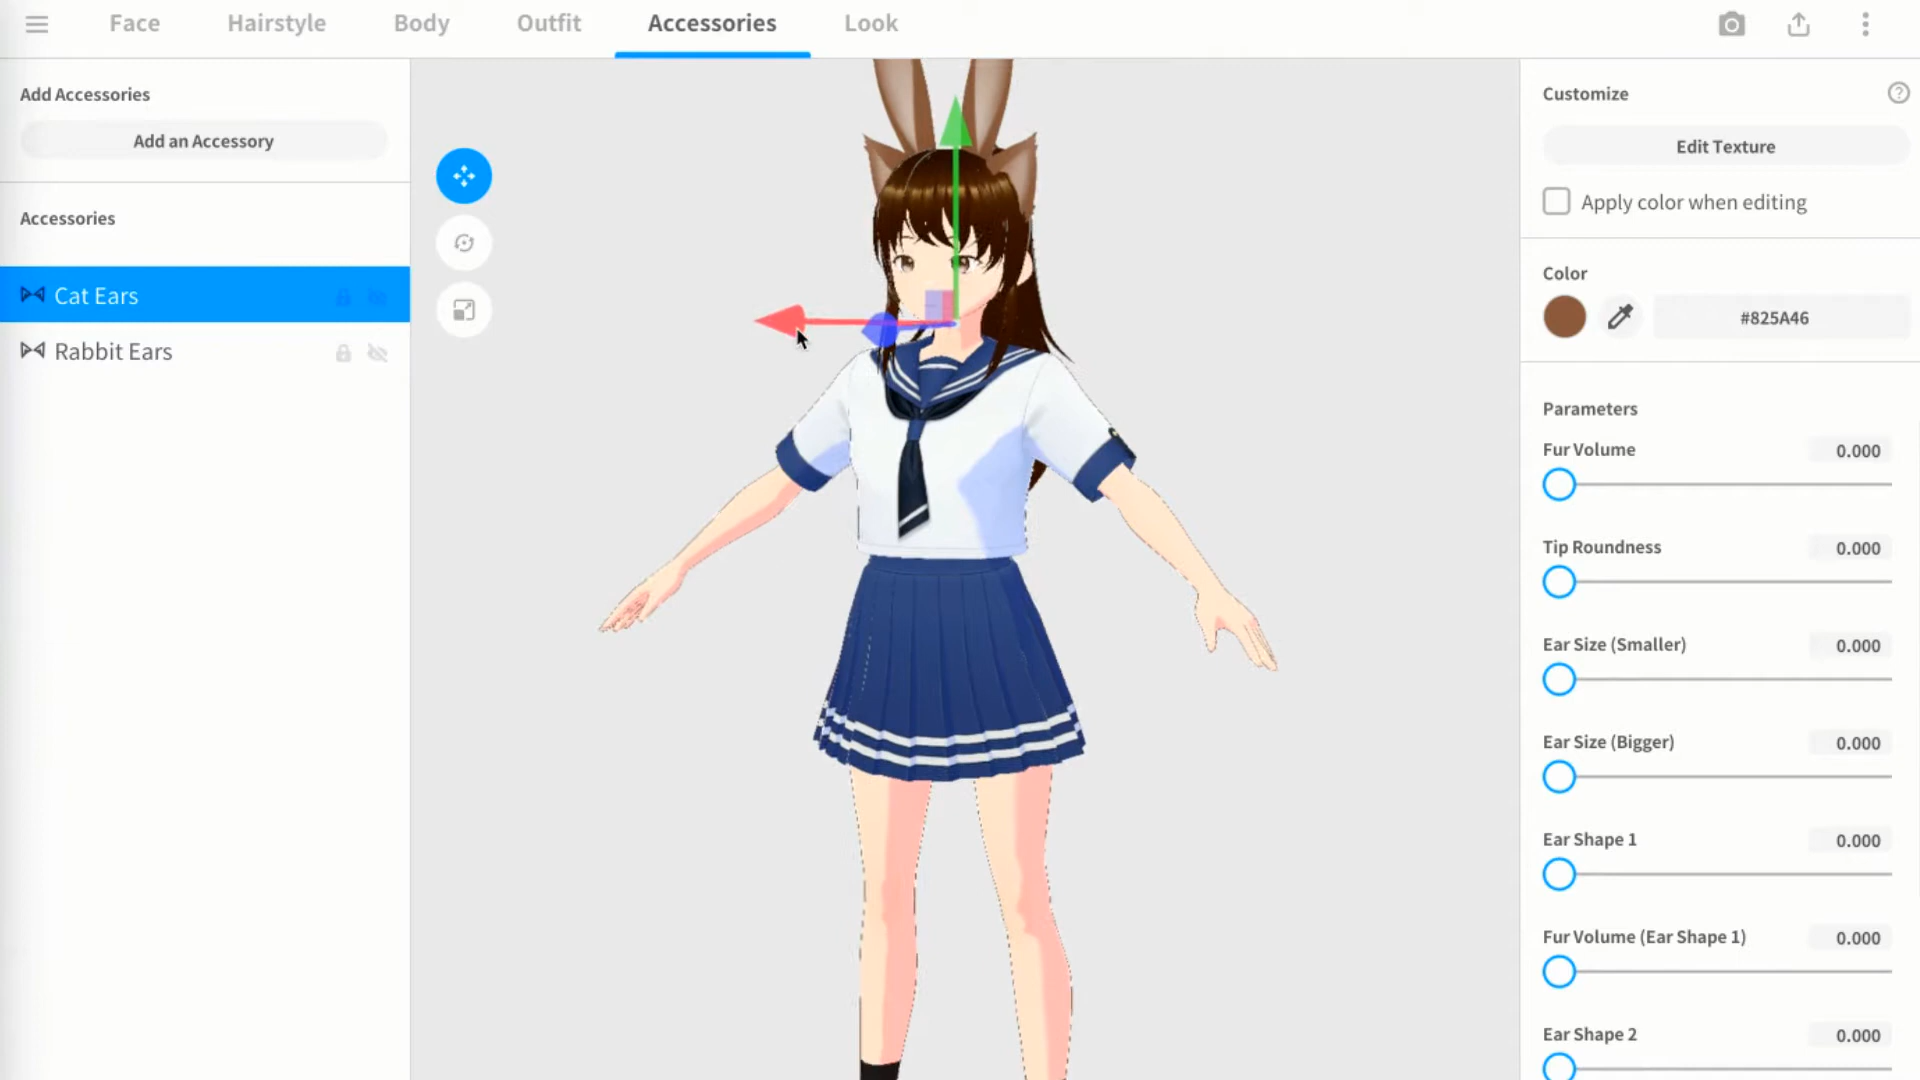 Face Hairstyle Body Outfit Accessories Look
Add Accessories
Add an Accessory
Accessories
Cat Ears
Rabbit Ears
Customize
Edit Texture
Apply color when editing
Color
#825A46
Parameters
Fur Volume 0.000
Tip Roundness 0.000
Ear Size (Smaller) 0.000
Ear Size (Bigger) 0.000
Ear Shape 1 0.000
Fur Volume (Ear Shape 1) 0.000
Ear Shape 2 0.000